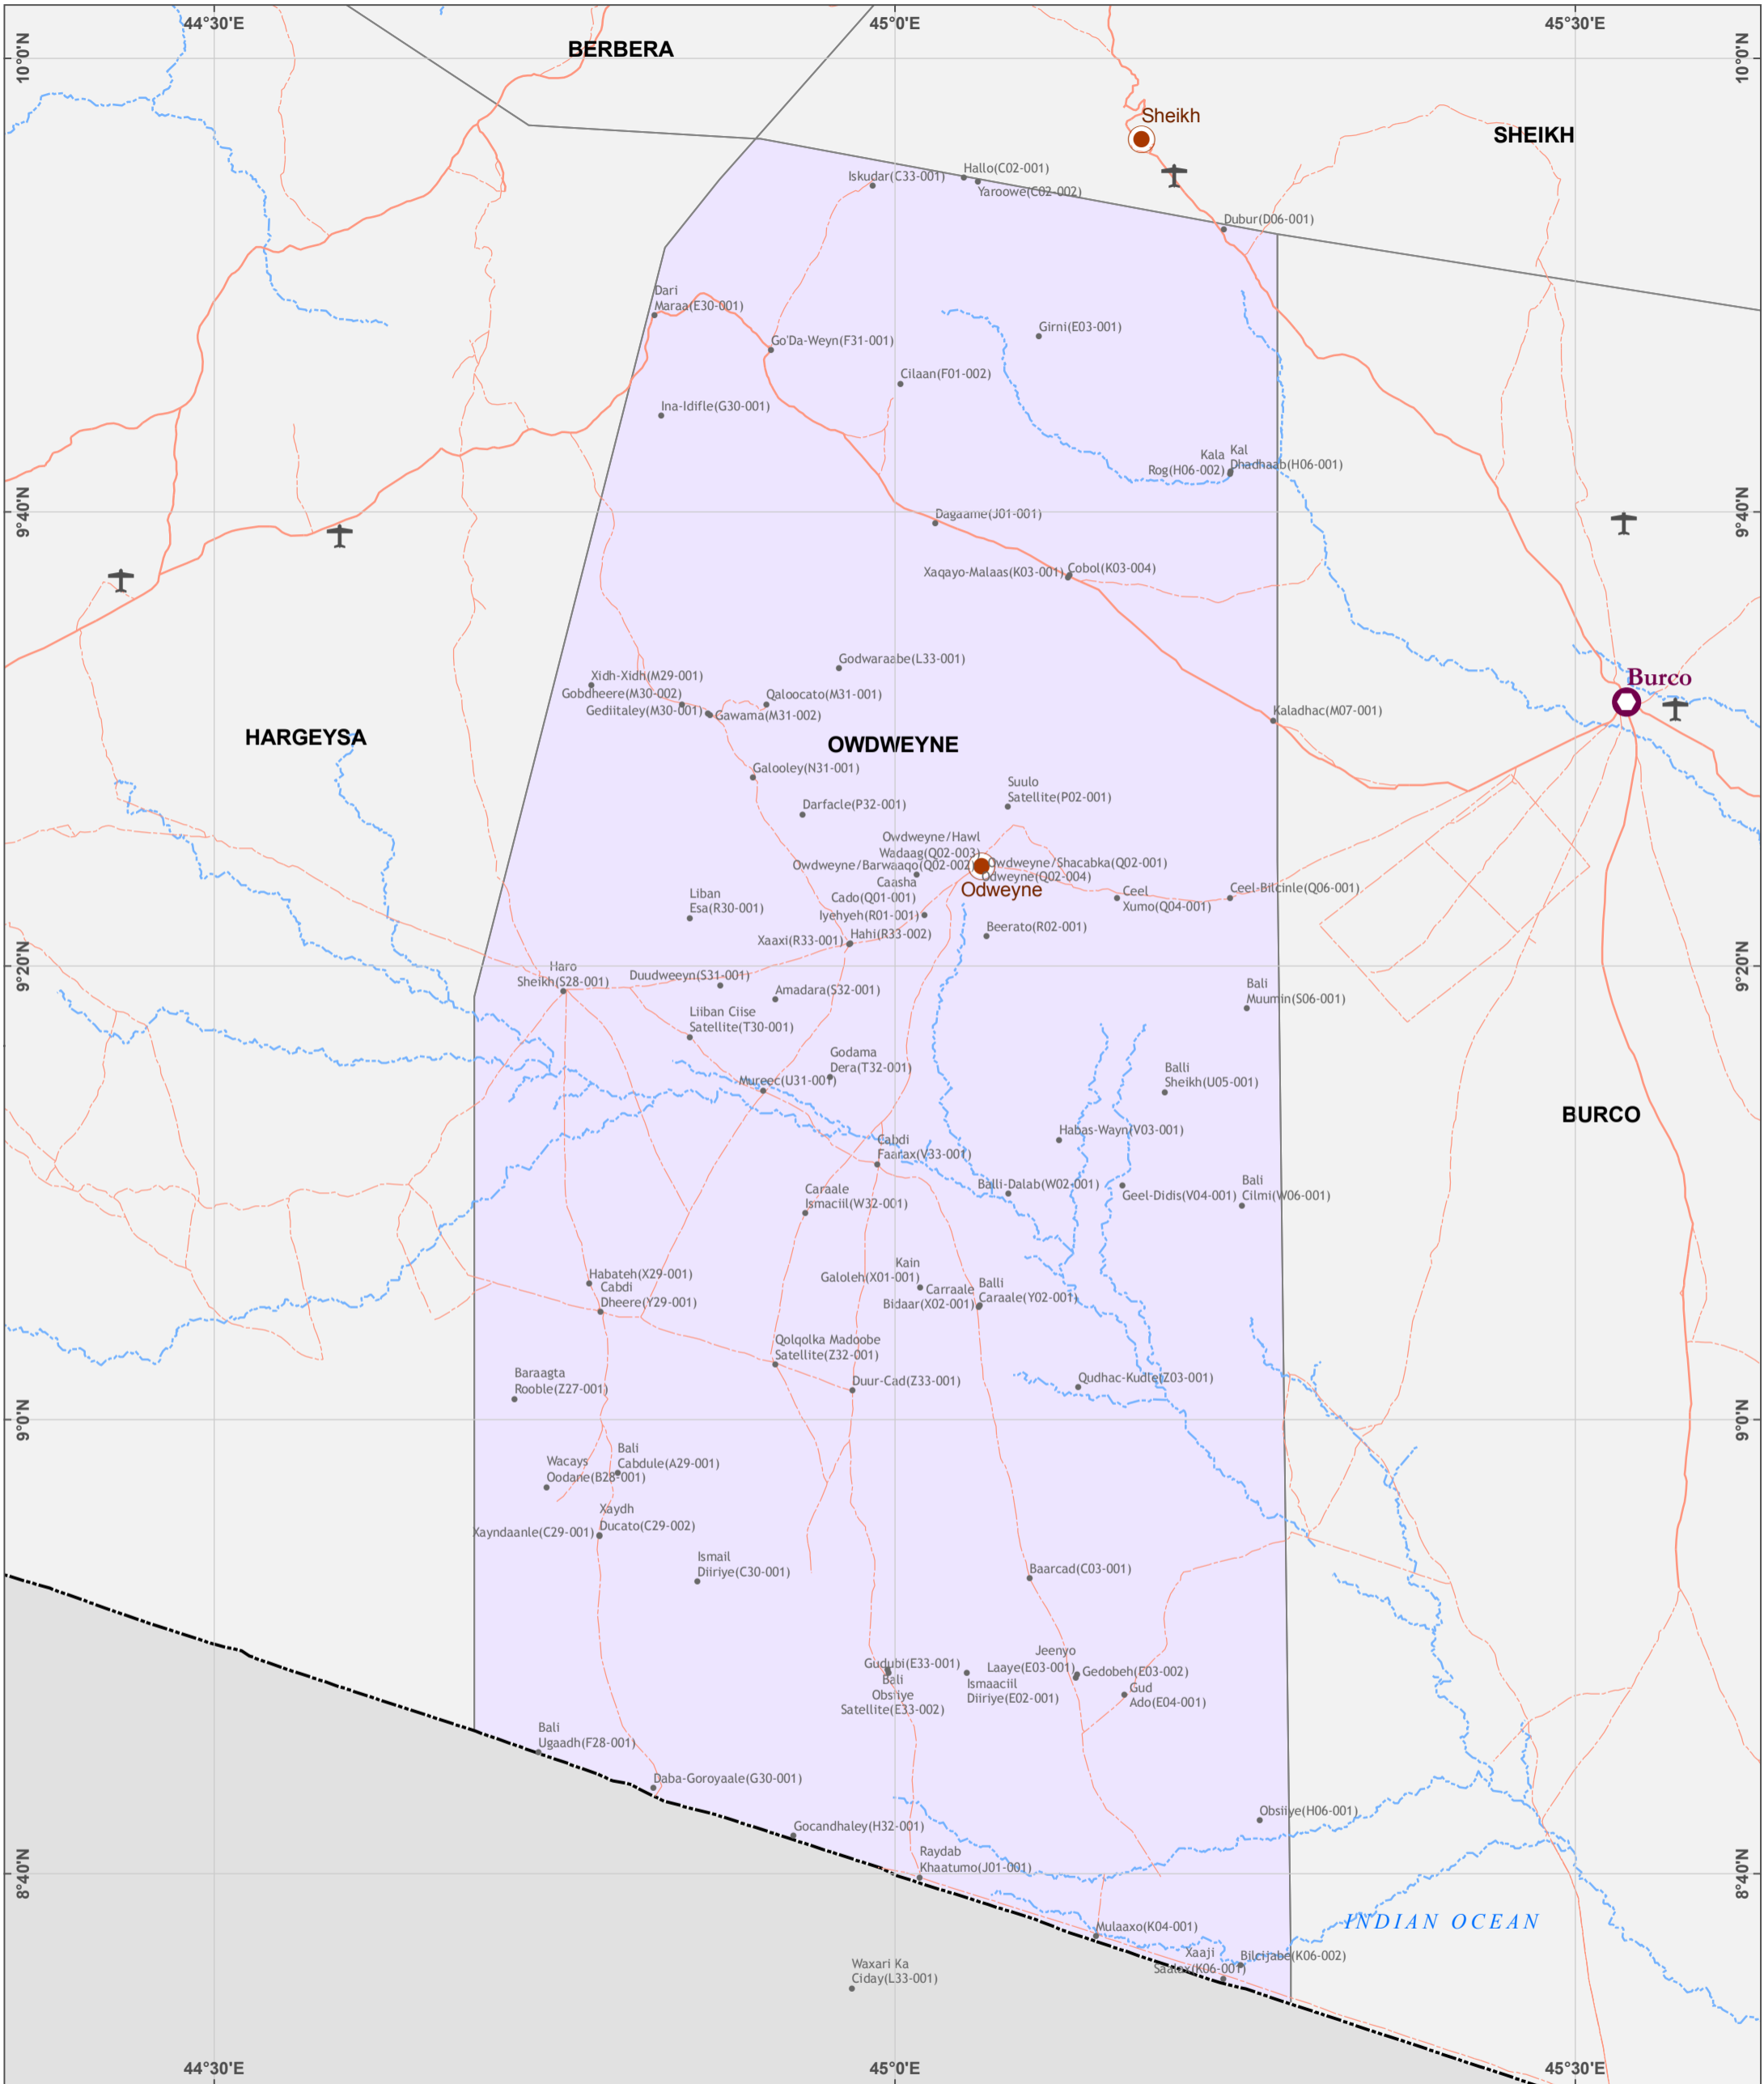 44°30'E
45°0'E
45°30'E
10°0'N
10°0'N
BERBERA
Sheikh
SHEIKH
Hallo(C02-001)
Iskudar(C33-001)
Yaroowe(C02-002)
Dubur(D06-001)
Dari
Maraa(E30-001)
Girni(E03-001)
Go'Da-Weyn(F31-001)
Cilaan(F01-002)
Ina-Idifle(G30-001)
Kala
Rog(H06-002)
Kal
Dhadhaab(H06-001)
9°40'N
9°40'N
Dagaame(J01-001)
Xaqayo-Malaas(K03-001)
Cobol(K03-004)
Godwaraabe(L33-001)
Xidh-Xidh(M29-001)
Gobdheere(M30-002)
Qaloocato(M31-001)
Gediitaley(M30-001)
Gawama(M31-002)
Burco
Kaladhac(M07-001)
HARGEYSA
OWDWEYNE
Galooley(N31-001)
Suulo
Satellite(P02-001)
Darfacle(P32-001)
Owdweyne/Hawl
Wadaag(Q02-003)
Owdweyne/Barwaaqo(Q02-002)
Owdweyne/Shacabka(Q02-001)
Odweyne(Q02-004)
Odweyne
Caasha
Cado(Q01-001)
Ceel
Xumo(Q04-001)
Ceel-Bilcinle(Q06-001)
Liban
Esa(R30-001)
Iyehyeh(R01-001)
Beerato(R02-001)
Xaaxi(R33-001)
Hahi(R33-002)
9°20'N
9°20'N
Haro
Sheikh(S28-001)
Duudweeyn(S31-001)
Amadara(S32-001)
Bali
Muumin(S06-001)
Liiban Ciise
Satellite(T30-001)
Godama
Dera(T32-001)
Mureec(U31-001)
Balli
Sheikh(U05-001)
BURCO
Habas-Wayn(V03-001)
Cabdi
Faarax(V33-001)
Balli-Dalab(W02-001)
Geel-Didis(V04-001)
Bali
Cilmi(W06-001)
Caraale
Ismaciil(W32-001)
Kain
Galoleh(X01-001)
Habateh(X29-001)
Cabdi
Dheere(Y29-001)
Carraale
Bidaar(X02-001)
Balli
Caraale(Y02-001)
Qolqolka Madoobe
Satellite(Z32-001)
Duur-Cad(Z33-001)
Qudhac-Kudle(Z03-001)
Baraagta
Rooble(Z27-001)
9°0'N
9°0'N
Bali
Cabdule(A29-001)
Wacays
Oodane(B28-001)
Xaydh
Ducato(C29-002)
Xayndaanle(C29-001)
Ismail
Diiriye(C30-001)
Baarcad(C03-001)
Gudubi(E33-001)
Bali
Obsiiye
Satellite(E33-002)
Jeenyo
Laaye(E03-001)
Gedobeh(E03-002)
Ismaaciil
Diiriye(E02-001)
Gud
Ado(E04-001)
Bali
Ugaadh(F28-001)
Daba-Goroyaale(G30-001)
Obsiiye(H06-001)
Gocandhaley(H32-001)
Raydab
Khaatumo(J01-001)
8°40'N
8°40'N
INDIAN OCEAN
Mulaaxo(K04-001)
Xaaji
Saalax(K06-001)
Bilcijabe(K06-002)
Waxari Ka
Ciday(L33-001)
44°30'E
45°0'E
45°30'E